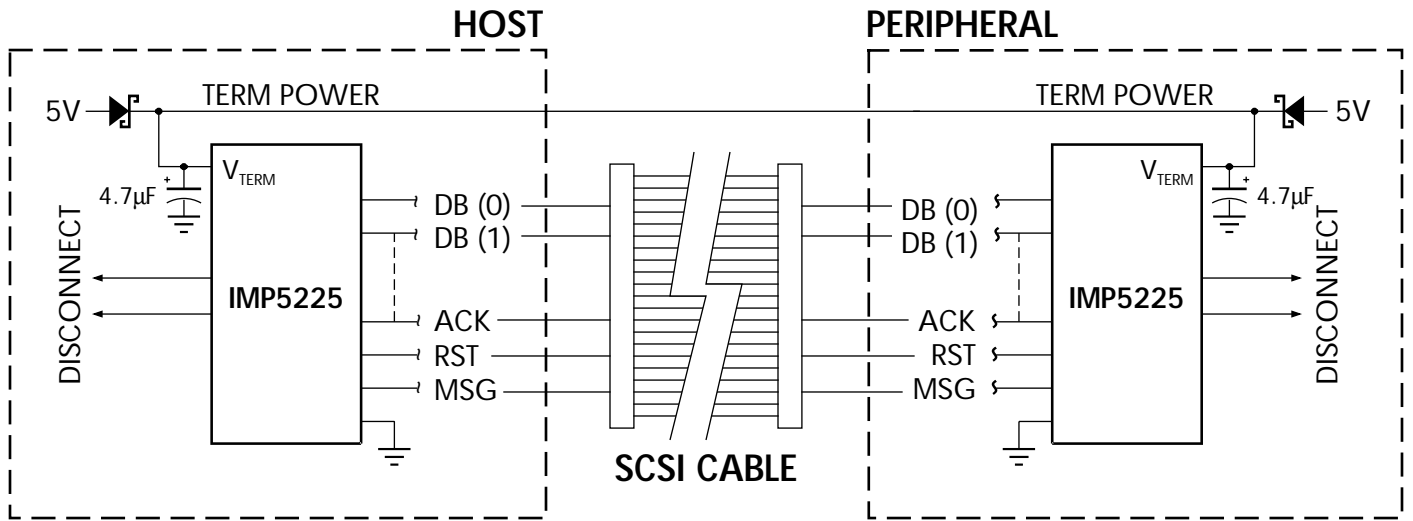 HOST
PERIPHERAL
5V
TERM POWER
TERM POWER
5V
VTERM
4.7µF
+
DB (0)
DB (1)
ACK
RST
MSG
IMP5225
DISCONNECT
SCSI CABLE
DB (0)
DB (1)
ACK
RST
MSG
VTERM
+
4.7µF
IMP5225
DISCONNECT